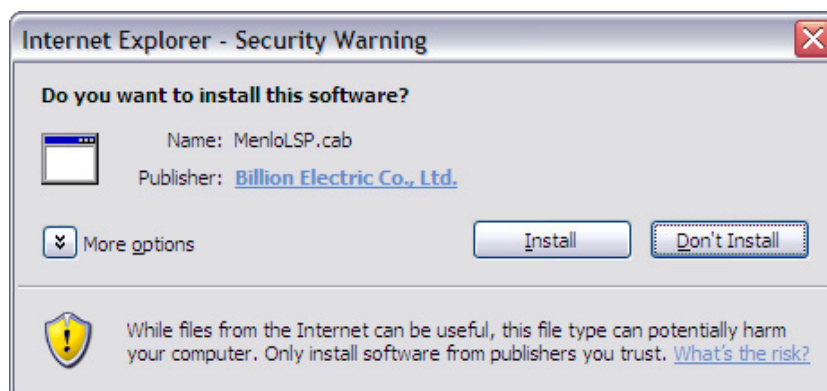 Internet Explorer - Security Warning
Do you want to install this software?
Name: MenloLSP.cab
Publisher: Billion Electric Co., Ltd.
More options
Install
Don't Install
While files from the Internet can be useful, this file type can potentially harm
your computer. Only install software from publishers you trust. What's the risk?